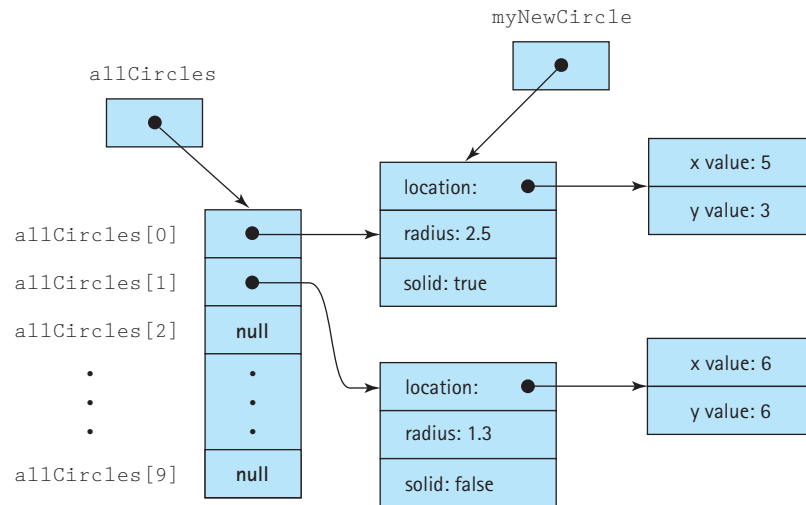 myNewCircle
allCircles
location:
radius: 2.5
solid: true
x value: 5
y value: 3
allCircles[0]
allCircles[1]
allCircles[2]
null
allCircles[9]
null
location:
radius: 1.3
solid: false
x value: 6
y value: 6